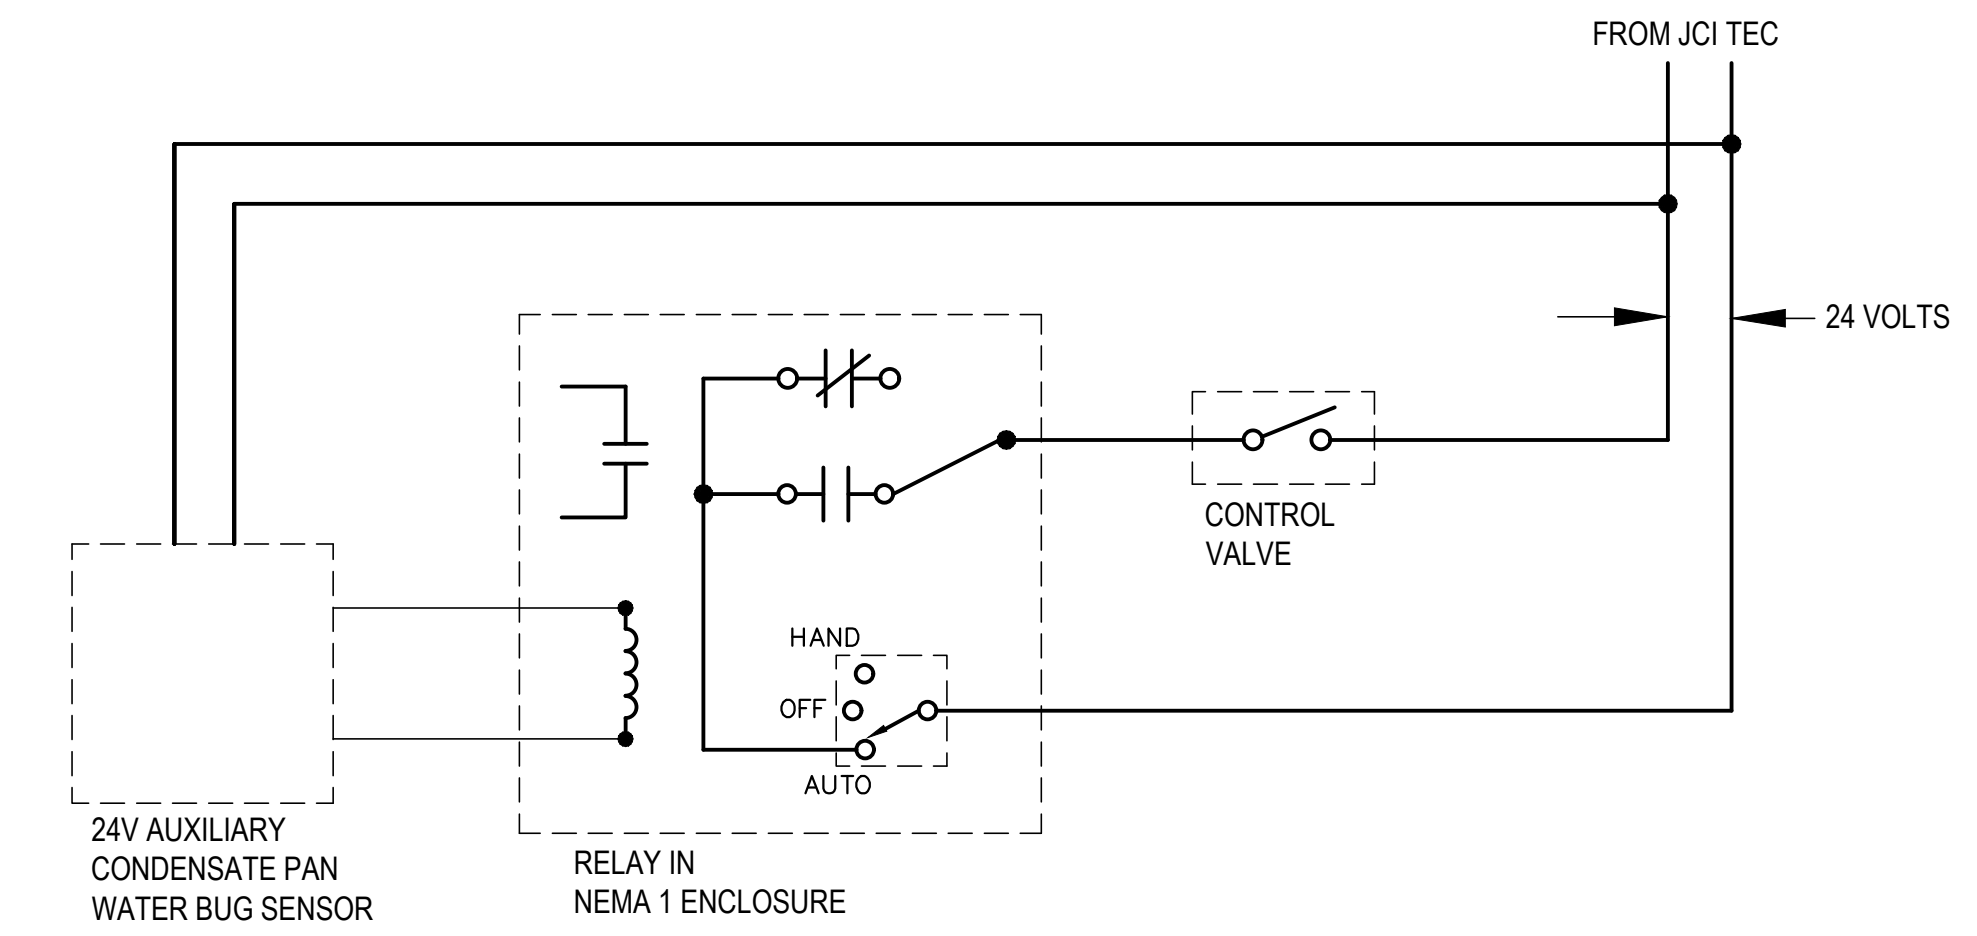 FROM JCI TEC
24 VOLTS
CONTROL
VALVE
HAND
OFF
AUTO
24V AUXILIARY
CONDENSATE PAN
WATER BUG SENSOR
RELAY IN
NEMA 1 ENCLOSURE